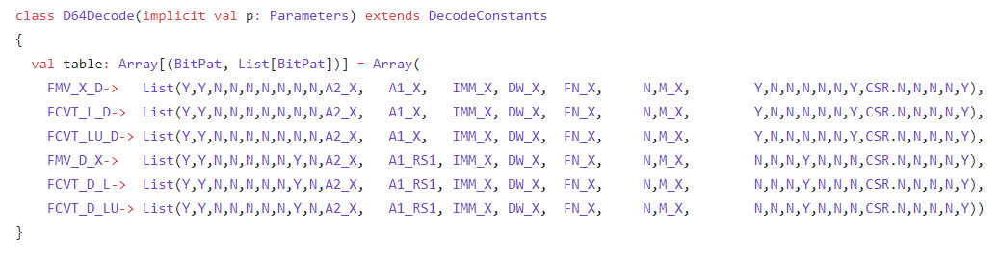 class D64Decode(implicit val p: Parameters) extends DecodeConstants
{
  val table: Array[(BitPat, List[BitPat])] = Array(
    FMV_X_D->   List(Y,Y,N,N,N,N,N,N,N,A2_X,   A1_X,   IMM_X, DW_X,  FN_X,     N,M_X,        Y,N,N,N,N,N,Y,CSR.N,N,N,N,Y),
    FCVT_L_D->  List(Y,Y,N,N,N,N,N,N,N,A2_X,   A1_X,   IMM_X, DW_X,  FN_X,     N,M_X,        Y,N,N,N,N,N,Y,CSR.N,N,N,N,Y),
    FCVT_LU_D-> List(Y,Y,N,N,N,N,N,N,N,A2_X,   A1_X,   IMM_X, DW_X,  FN_X,     N,M_X,        Y,N,N,N,N,N,Y,CSR.N,N,N,N,Y),
    FMV_D_X->   List(Y,Y,N,N,N,N,N,Y,N,A2_X,   A1_RS1, IMM_X, DW_X,  FN_X,     N,M_X,        N,N,N,Y,N,N,N,CSR.N,N,N,N,Y),
    FCVT_D_L->  List(Y,Y,N,N,N,N,N,Y,N,A2_X,   A1_RS1, IMM_X, DW_X,  FN_X,     N,M_X,        N,N,N,Y,N,N,N,CSR.N,N,N,N,Y),
    FCVT_D_LU-> List(Y,Y,N,N,N,N,N,Y,N,A2_X,   A1_RS1, IMM_X, DW_X,  FN_X,     N,M_X,        N,N,N,Y,N,N,N,CSR.N,N,N,N,Y))
}